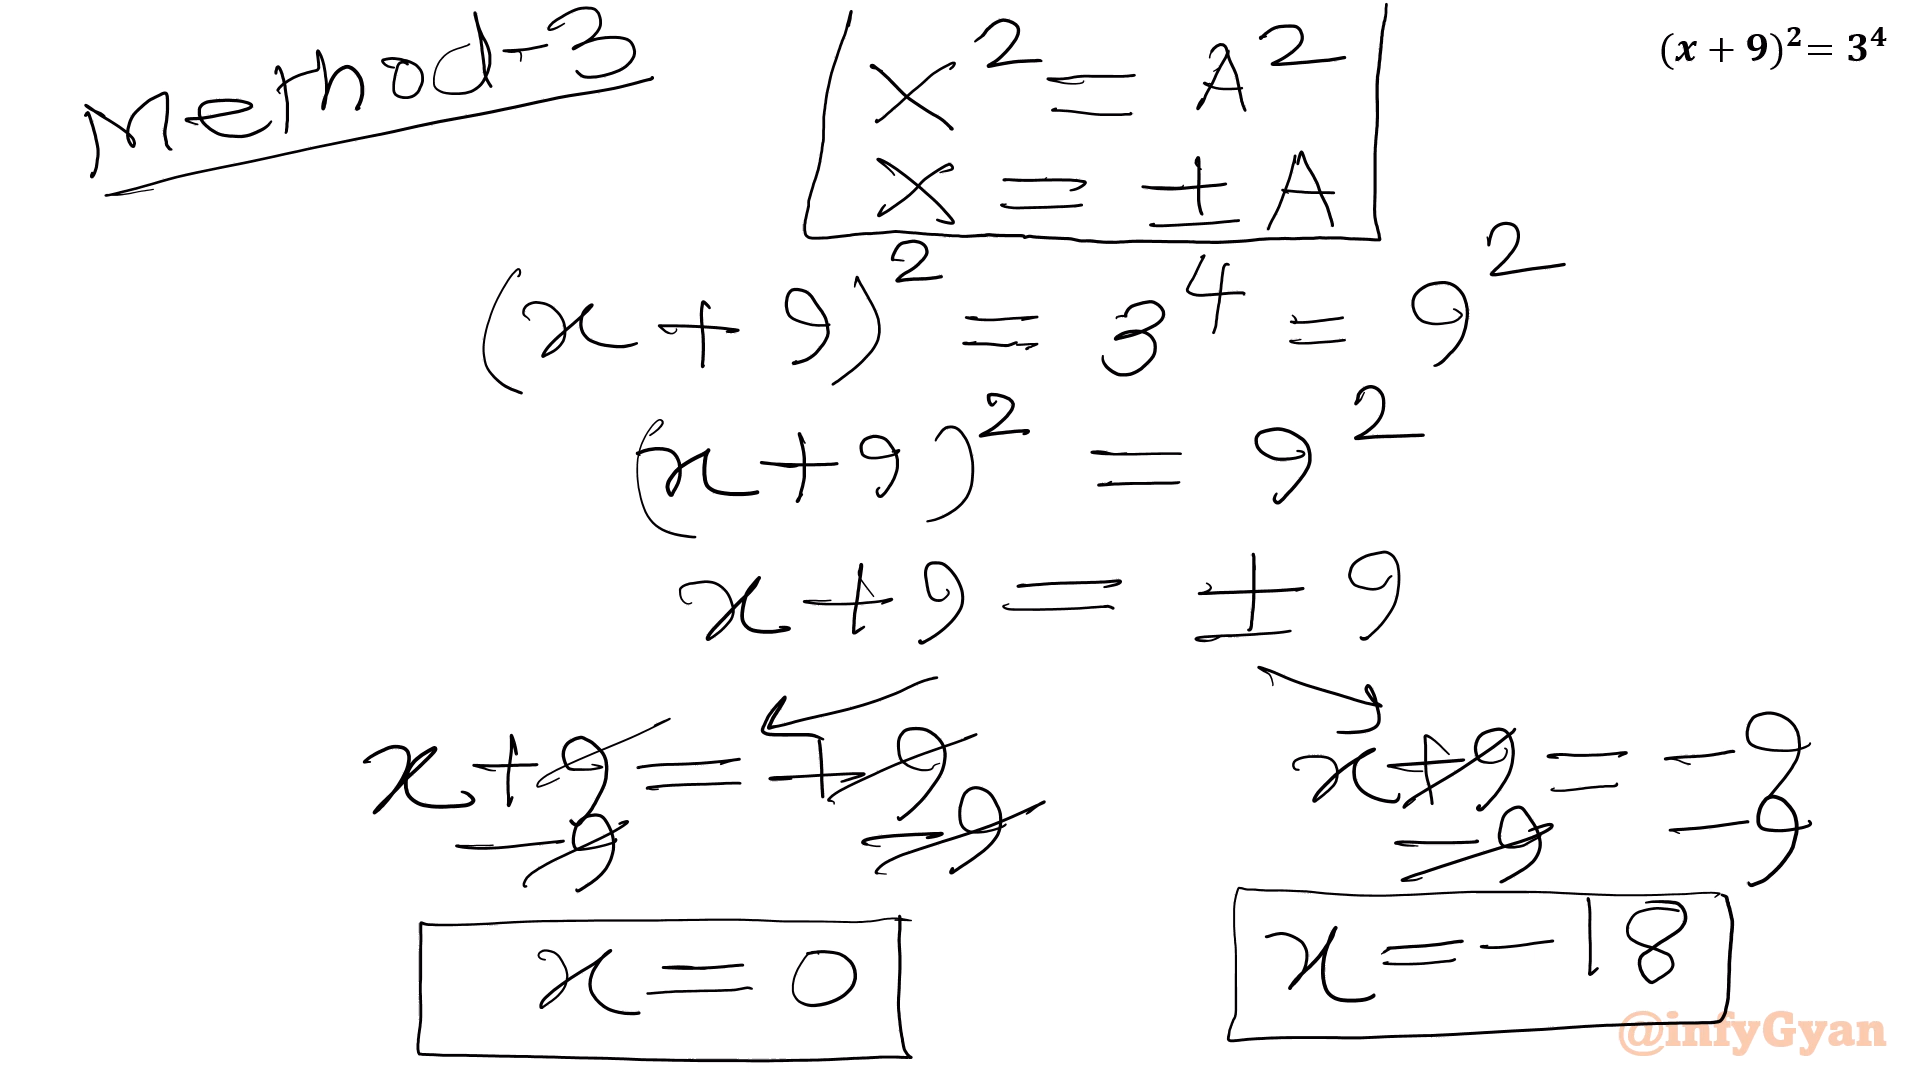 Method-3
X² = A²
X = ± A
(x + 9)² = 3⁴
(x + 9)² = 3⁴ = 9²
(x + 9)² = 9²
x + 9 = ± 9
x + 9 = + 9
- 9 - 9
x = 0
x + 9 = - 9
- 9 - 9
x = - 18
@infyGyan